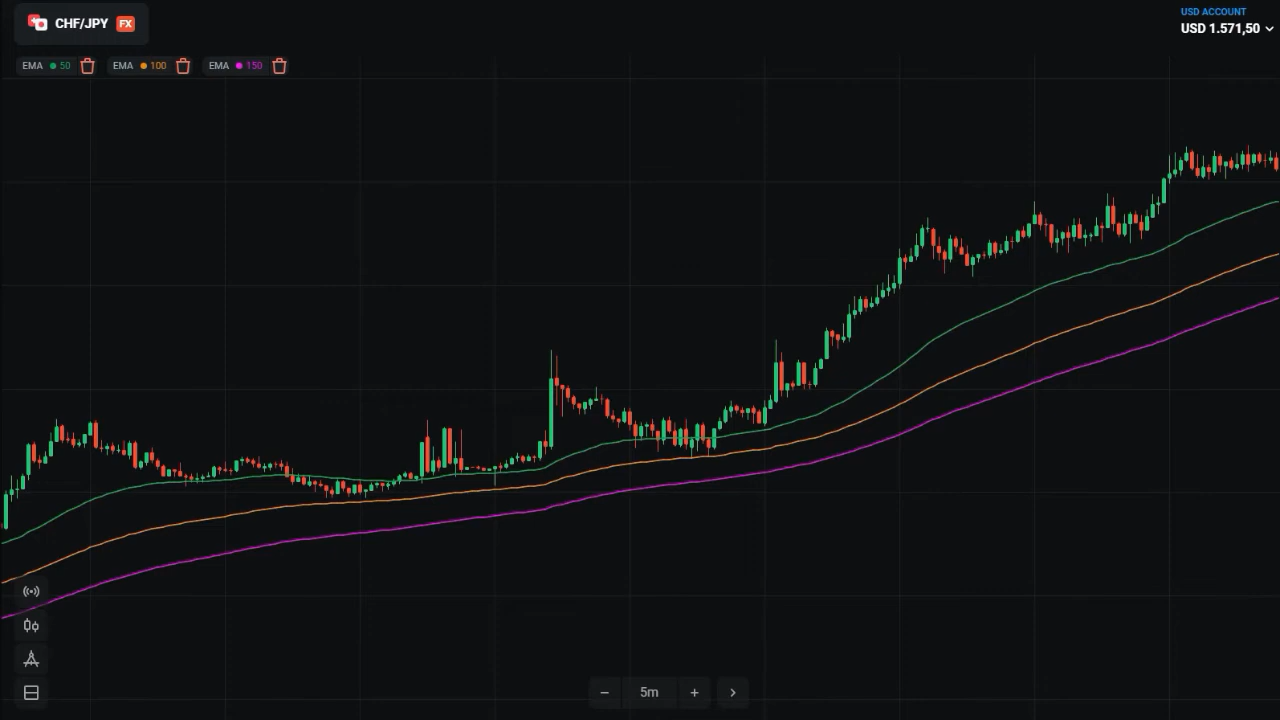 CHF/JPY FX
USD ACCOUNT
USD 1.571,50
EMA 50 EMA 100 EMA 150
5m